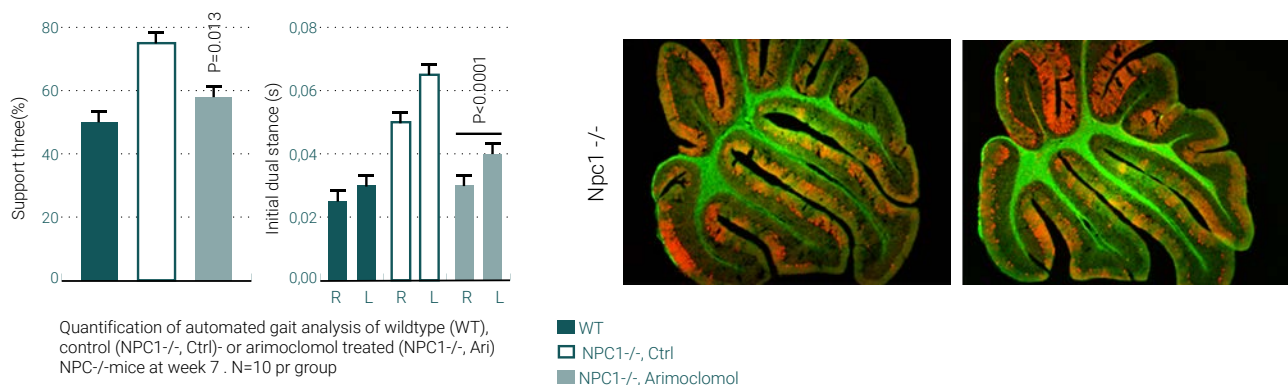 80
60
40
20
0
Support three(%)
P=0.013
0,08
0,06
0,04
0,02
0,00
Initial dual stance (s)
P<0.0001
R L R L R L
Quantification of automated gait analysis of wildtype (WT),
control (NPC1-/-, Ctrl)- or arimoclomol treated (NPC1-/-, Ari)
NPC-/-mice at week 7 . N=10 pr group
Npc1 -/-
WT
NPC1-/-, Ctrl
NPC1-/-, Arimoclomol